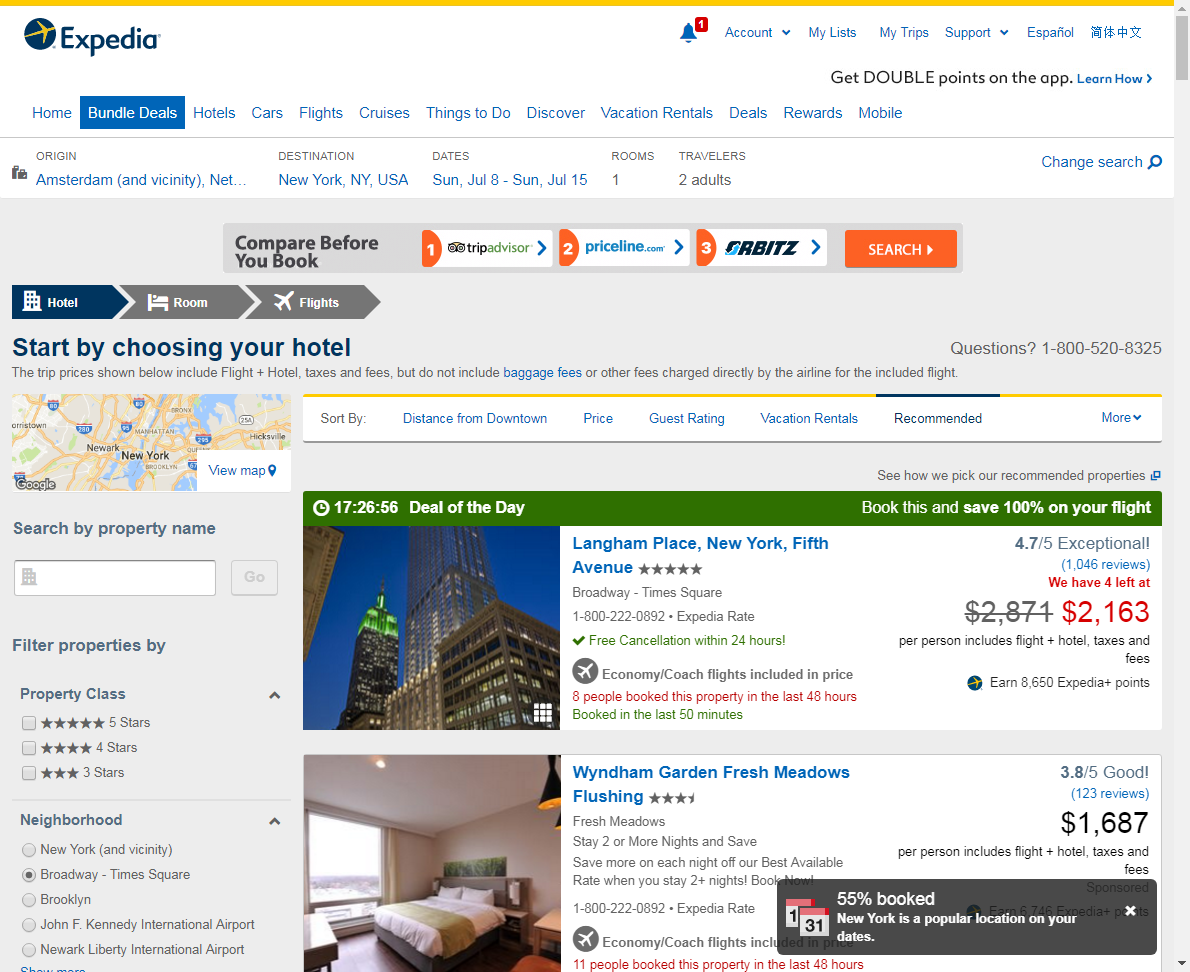 Expedia
1
Account
My Lists
My Trips
Support
Español
简体中文
Get DOUBLE points on the app. Learn How
Home
Bundle Deals
Hotels
Cars
Flights
Cruises
Things to Do
Discover
Vacation Rentals
Deals
Rewards
Mobile
ORIGIN
Amsterdam (and vicinity), Net...
DESTINATION
New York, NY, USA
DATES
Sun, Jul 8 - Sun, Jul 15
ROOMS
1
TRAVELERS
2 adults
Change search
Compare Before
You Book
1 tripadvisor
2 priceline.com
3 ORBITZ
SEARCH
Hotel
Room
Flights
Start by choosing your hotel
Questions? 1-800-520-8325
The trip prices shown below include Flight + Hotel, taxes and fees, but do not include baggage fees or other fees charged directly by the airline for the included flight.
80
80
BRONX
orristown
280
95
25A
MANHATTAN
295
Hicksville
Newark
New York
BROOKLYN
Google
View map
Sort By:
Distance from Downtown
Price
Guest Rating
Vacation Rentals
Recommended
More
See how we pick our recommended properties
Search by property name
Go
Filter properties by
Property Class
5 Stars
4 Stars
3 Stars
Neighborhood
New York (and vicinity)
Broadway - Times Square
Brooklyn
John F. Kennedy International Airport
Newark Liberty International Airport
Show more
17:26:56 Deal of the Day
Book this and save 100% on your flight
Langham Place, New York, Fifth
Avenue
Broadway - Times Square
1-800-222-0892 • Expedia Rate
Free Cancellation within 24 hours!
Economy/Coach flights included in price
8 people booked this property in the last 48 hours
Booked in the last 50 minutes
4.7/5 Exceptional!
(1,046 reviews)
We have 4 left at
$2,871 $2,163
per person includes flight + hotel, taxes and
fees
Earn 8,650 Expedia+ points
Wyndham Garden Fresh Meadows
Flushing
Fresh Meadows
Stay 2 or More Nights and Save
Save more on each night off our Best Available
Rate when you stay 2+ nights! Book Now!
1-800-222-0892 • Expedia Rate
Economy/Coach flights included in price
11 people booked this property in the last 48 hours
3.8/5 Good!
(123 reviews)
$1,687
per person includes flight + hotel, taxes and
fees
Sponsored
Earn 6,746 Expedia+ points
1
31
55% booked
New York is a popular location on your
dates.